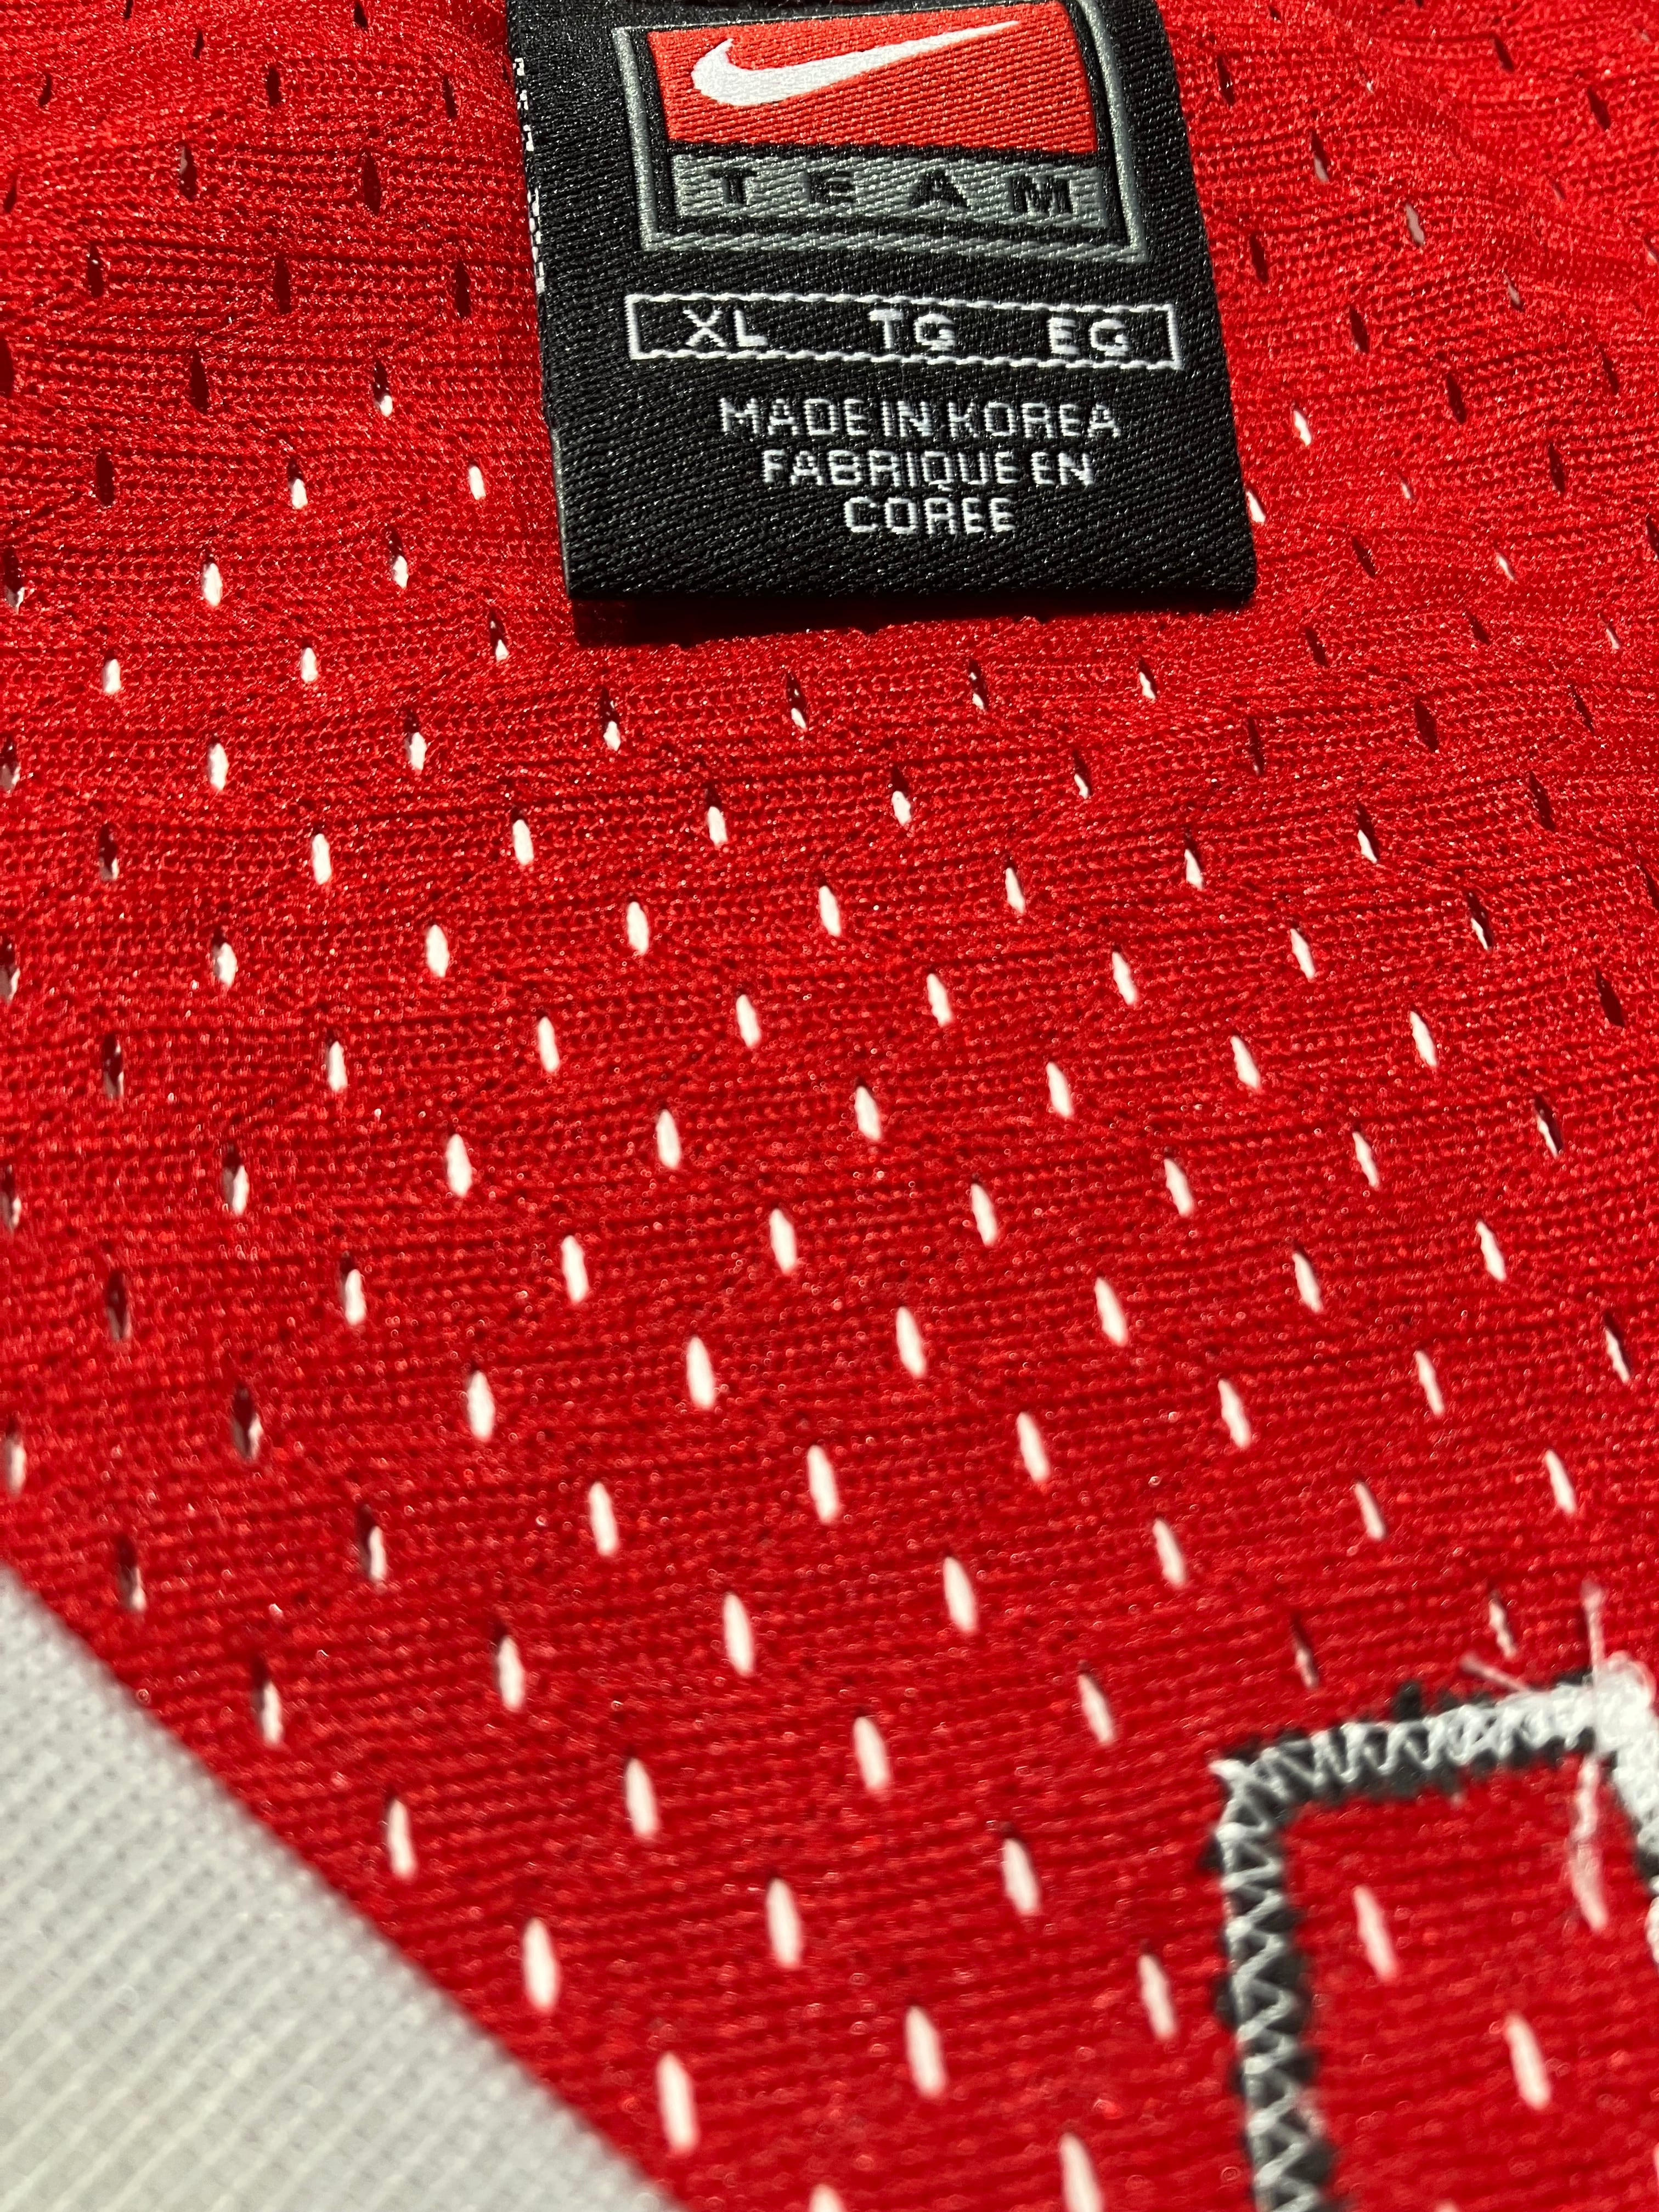 TEAM
XL TG EG
MADE IN KOREA
FABRIQUE EN
COREE